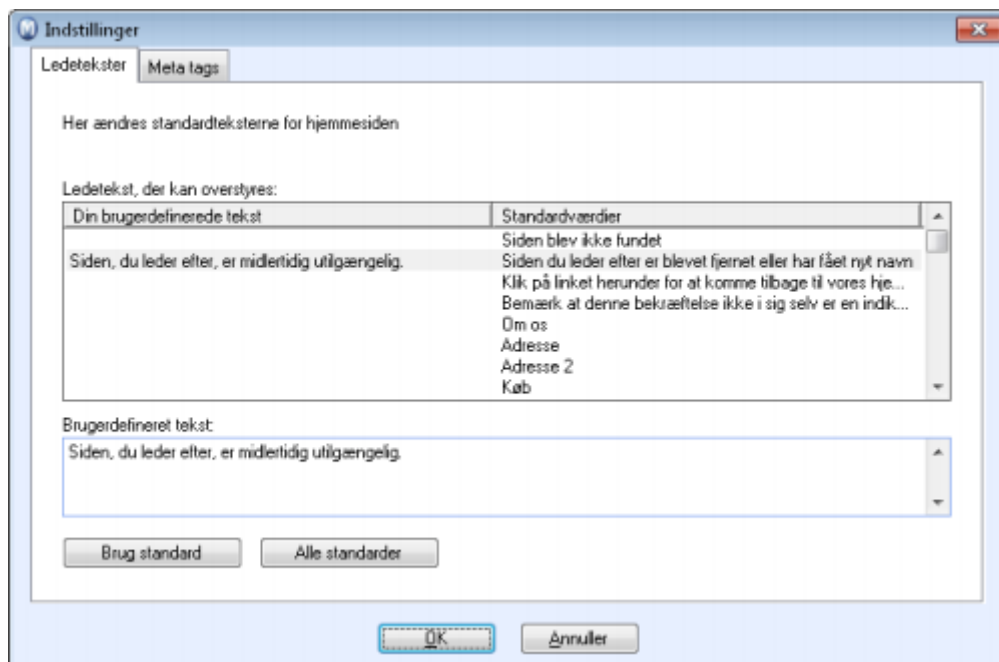 Indstillinger
Ledetekster Meta tags
Her ændres standardteksterne for hjemmesiden
Ledetekst, der kan overstyres:
Din brugerdefinerede tekst Standardværdier
Siden blev ikke fundet
Siden, du leder efter, er midlertidig utilgængelig. Siden du leder efter er blevet fjernet eller har fået nyt navn
Klik på linket herunder for at komme tilbage til vores hje...
Bemærk at denne bekræftelse ikke i sig selv er en indik...
Om os
Adresse
Adresse 2
Køb
Brugerdefineret tekst:
Siden, du leder efter, er midlertidig utilgængelig.
Brug standard Alle standarder
OK Annuller